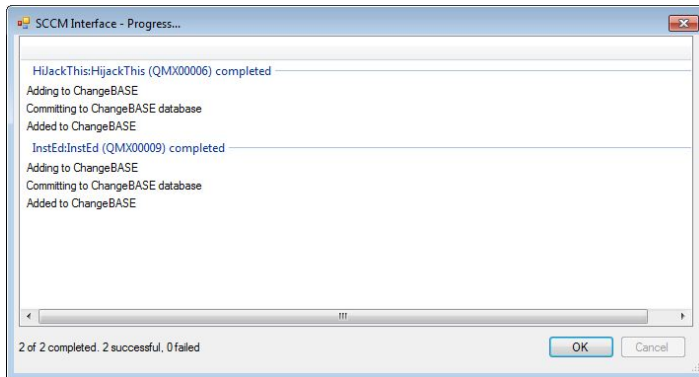 SCCM Interface - Progress...
HiJackThis:HijackThis (QMX00006) completed
Adding to ChangeBASE
Committing to ChangeBASE database
Added to ChangeBASE
InstEd:InstEd (QMX00009) completed
Adding to ChangeBASE
Committing to ChangeBASE database
Added to ChangeBASE
2 of 2 completed. 2 successful, 0 failed
OK
Cancel